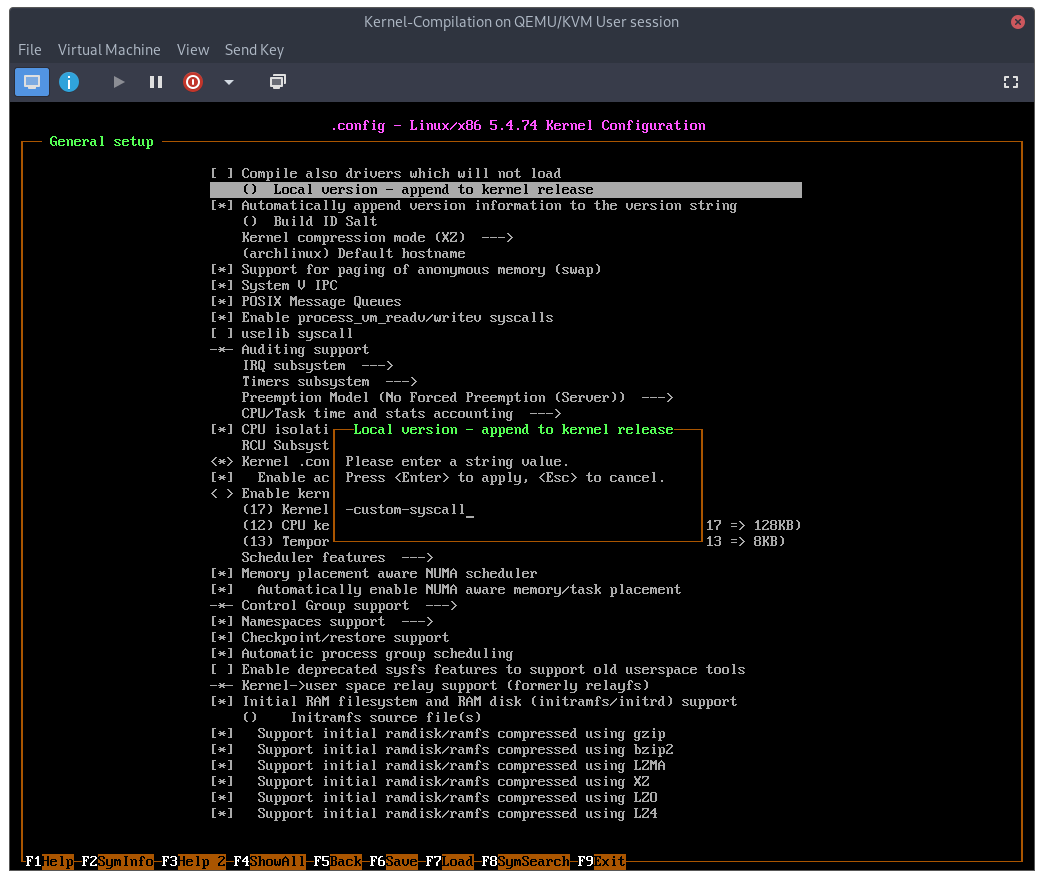 Kernel-Compilation on QEMU/KVM User session
File Virtual Machine View Send Key
.config - Linux/x86 5.4.74 Kernel Configuration
General setup
[ ] Compile also drivers which will not load
()  Local version - append to kernel release
[*] Automatically append version information to the version string
()  Build ID Salt
Kernel compression mode (XZ)  --->
(archlinux) Default hostname
[*] Support for paging of anonymous memory (swap)
[*] System V IPC
[*] POSIX Message Queues
[*] Enable process_vm_readv/writev syscalls
[ ] uselib syscall
-*- Auditing support
IRQ subsystem  --->
Timers subsystem  --->
Preemption Model (No Forced Preemption (Server))  --->
CPU/Task time and stats accounting  --->
[*] CPU isolati
RCU Subsyst
<*> Kernel .con
[*]   Enable ac
< > Enable kern
(17) Kernel
(12) CPU ke 17 => 128KB)
(13) Tempor 13 => 8KB)
Local version - append to kernel release
Please enter a string value.
Press <Enter> to apply, <Esc> to cancel.
-custom-syscall_
Scheduler features  --->
[*] Memory placement aware NUMA scheduler
[*]   Automatically enable NUMA aware memory/task placement
-*- Control Group support  --->
[*] Namespaces support  --->
[*] Checkpoint/restore support
[*] Automatic process group scheduling
[ ] Enable deprecated sysfs features to support old userspace tools
-*- Kernel->user space relay support (formerly relayfs)
[*] Initial RAM filesystem and RAM disk (initramfs/initrd) support
()    Initramfs source file(s)
[*]   Support initial ramdisk/ramfs compressed using gzip
[*]   Support initial ramdisk/ramfs compressed using bzip2
[*]   Support initial ramdisk/ramfs compressed using LZMA
[*]   Support initial ramdisk/ramfs compressed using XZ
[*]   Support initial ramdisk/ramfs compressed using LZO
[*]   Support initial ramdisk/ramfs compressed using LZ4
F1Help-F2SymInfo-F3Help 2-F4ShowAll-F5Back-F6Save-F7Load-F8SymSearch-F9Exit